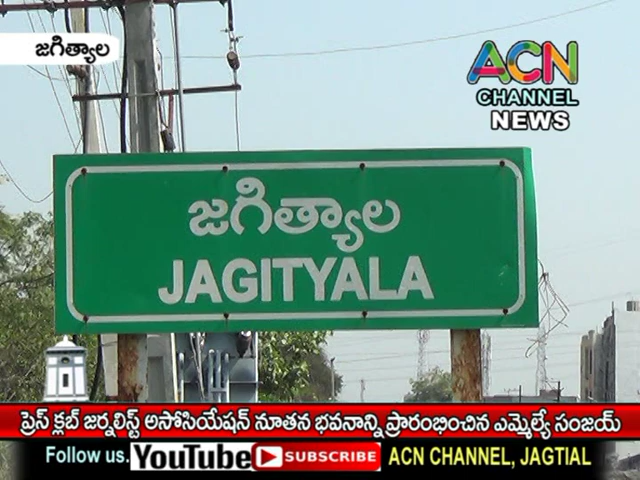 జగిత్యాల
ACN
CHANNEL
NEWS
జగిత్యాల
JAGITYALA
ప్రెస్ క్లబ్ జర్నలిస్ట్ అసోసియేషన్ నూతన భవనాన్ని ప్రారంభించిన ఎమ్మెల్యే సంజయ్
Follow us. YouTube SUBSCRIBE ACN CHANNEL, JAGTIAL